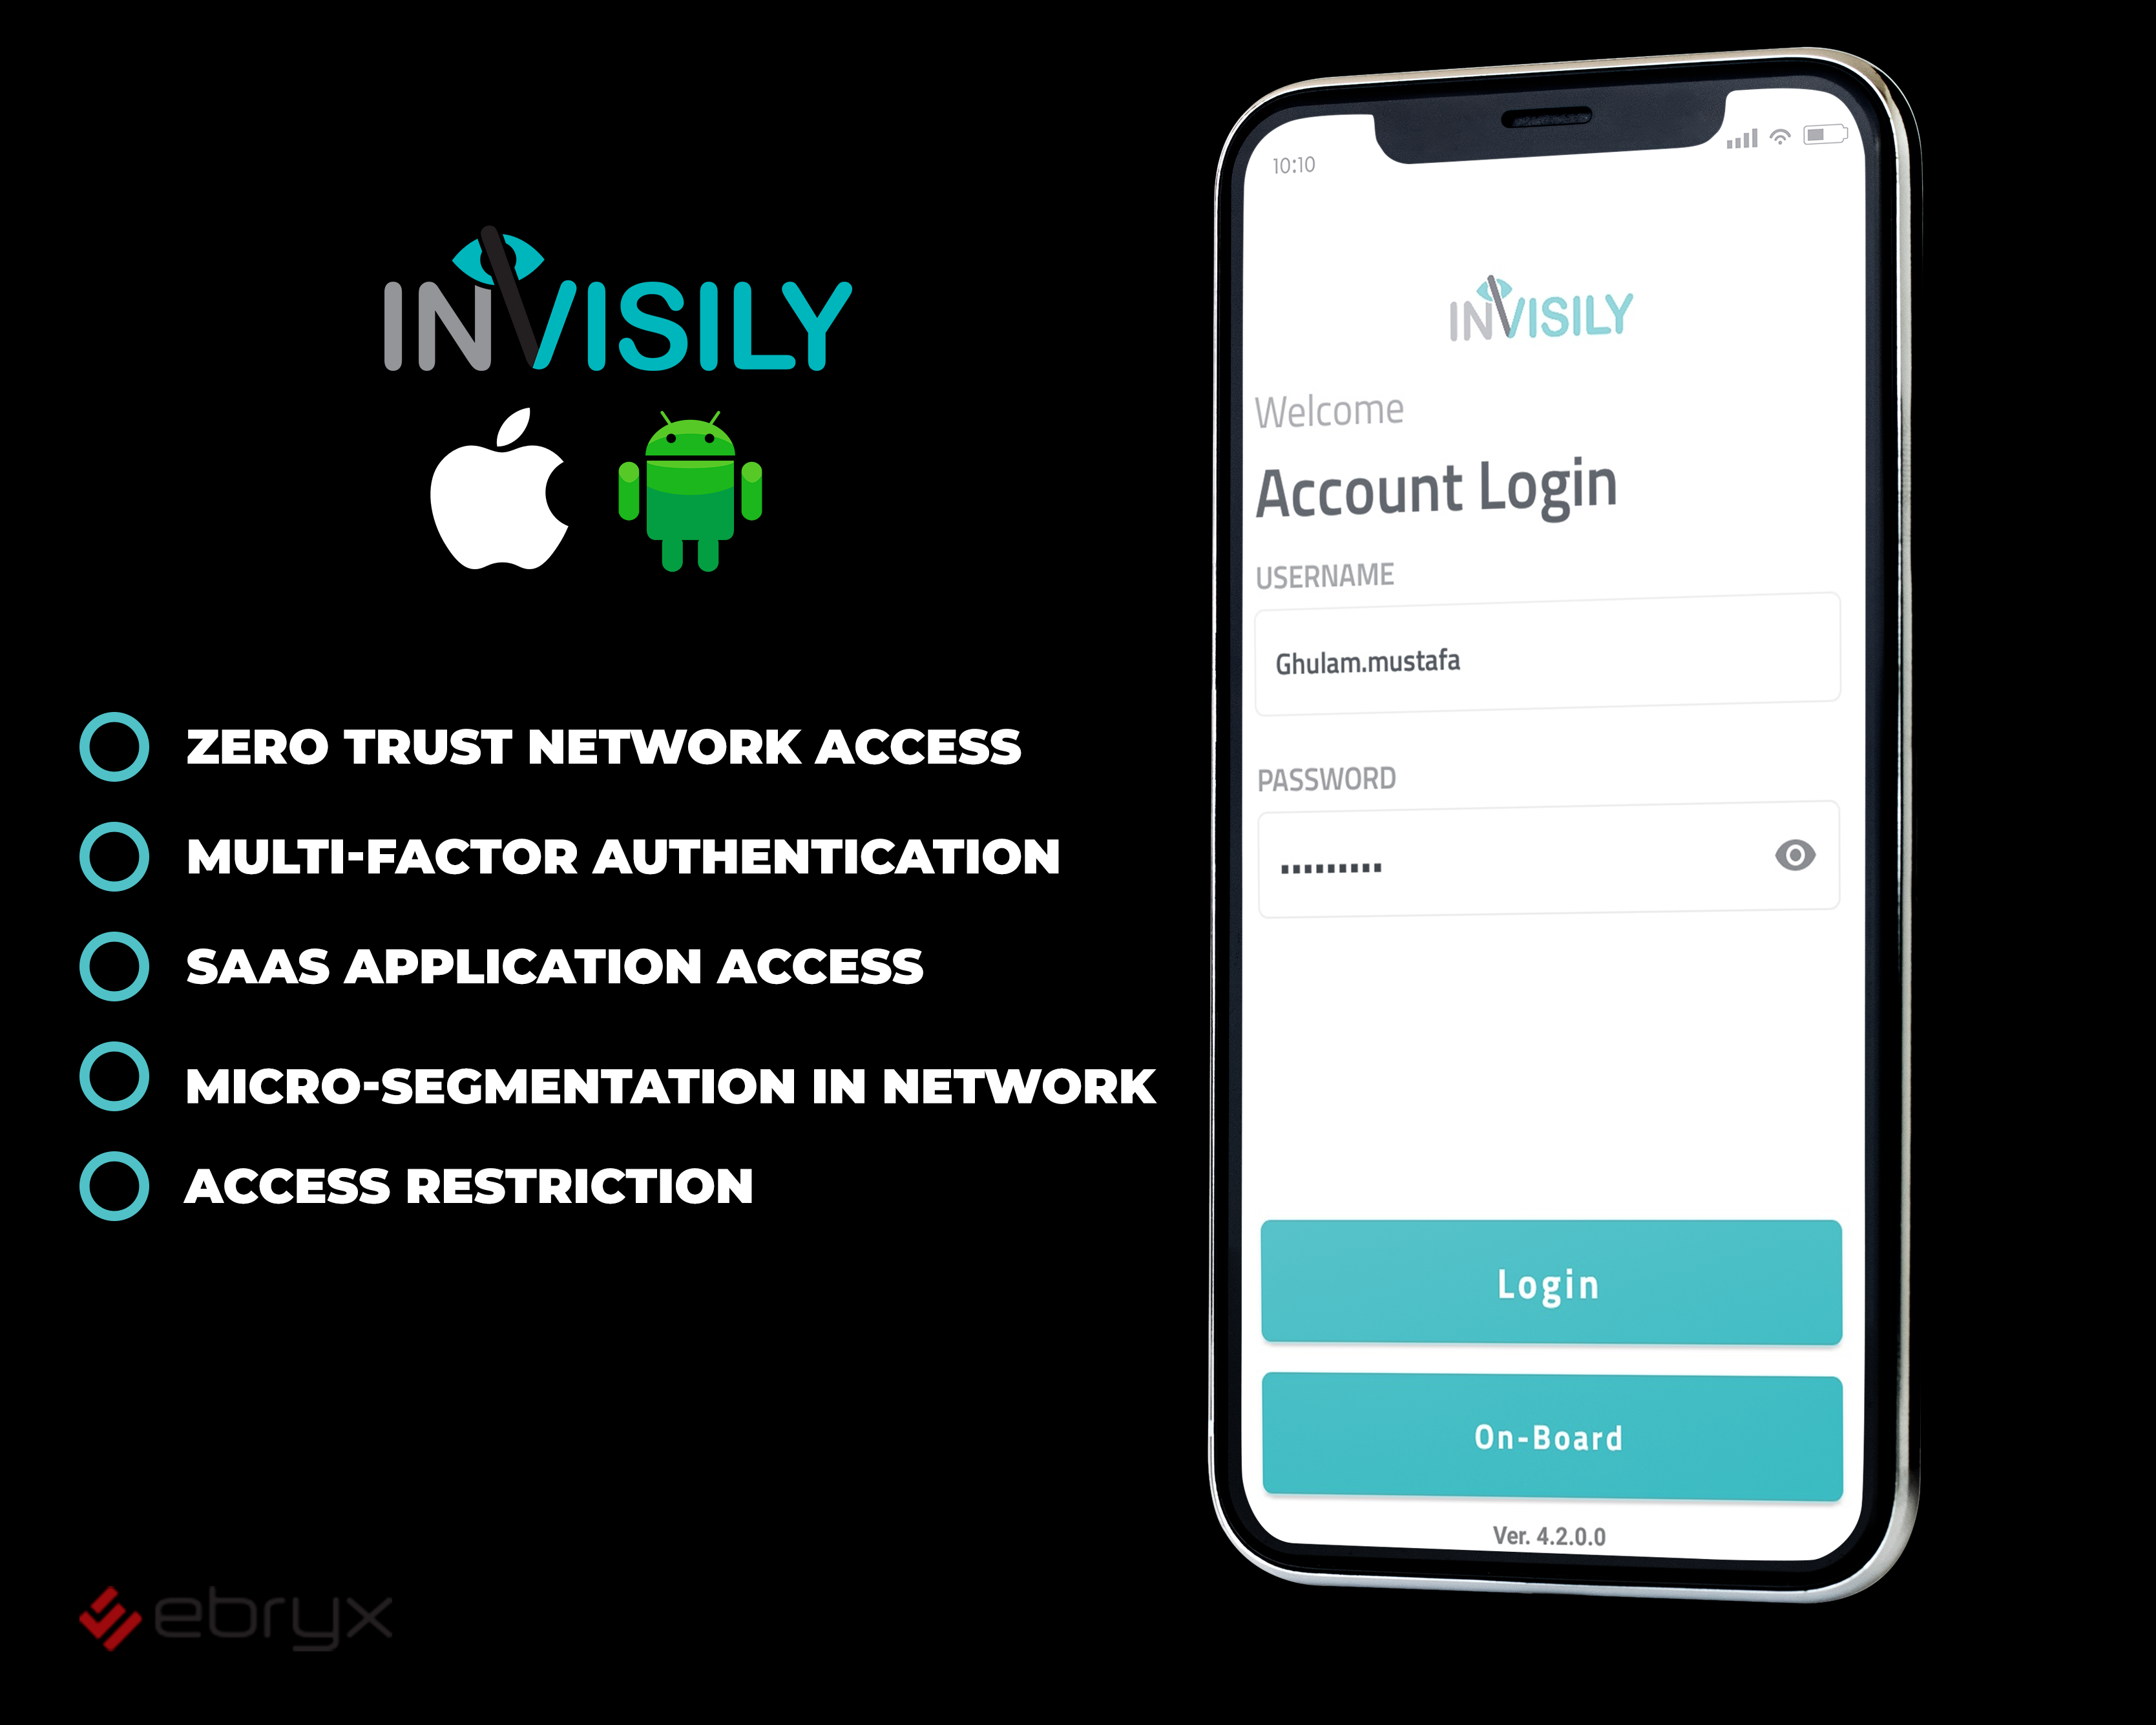 INVISILY
ZERO TRUST NETWORK ACCESS
MULTI-FACTOR AUTHENTICATION
SAAS APPLICATION ACCESS
MICRO-SEGMENTATION IN NETWORK
ACCESS RESTRICTION
ebryx
10:10
INVISILY
Welcome
Account Login
USERNAME
Ghulam.mustafa
PASSWORD
Login
On-Board
Ver. 4.2.0.0